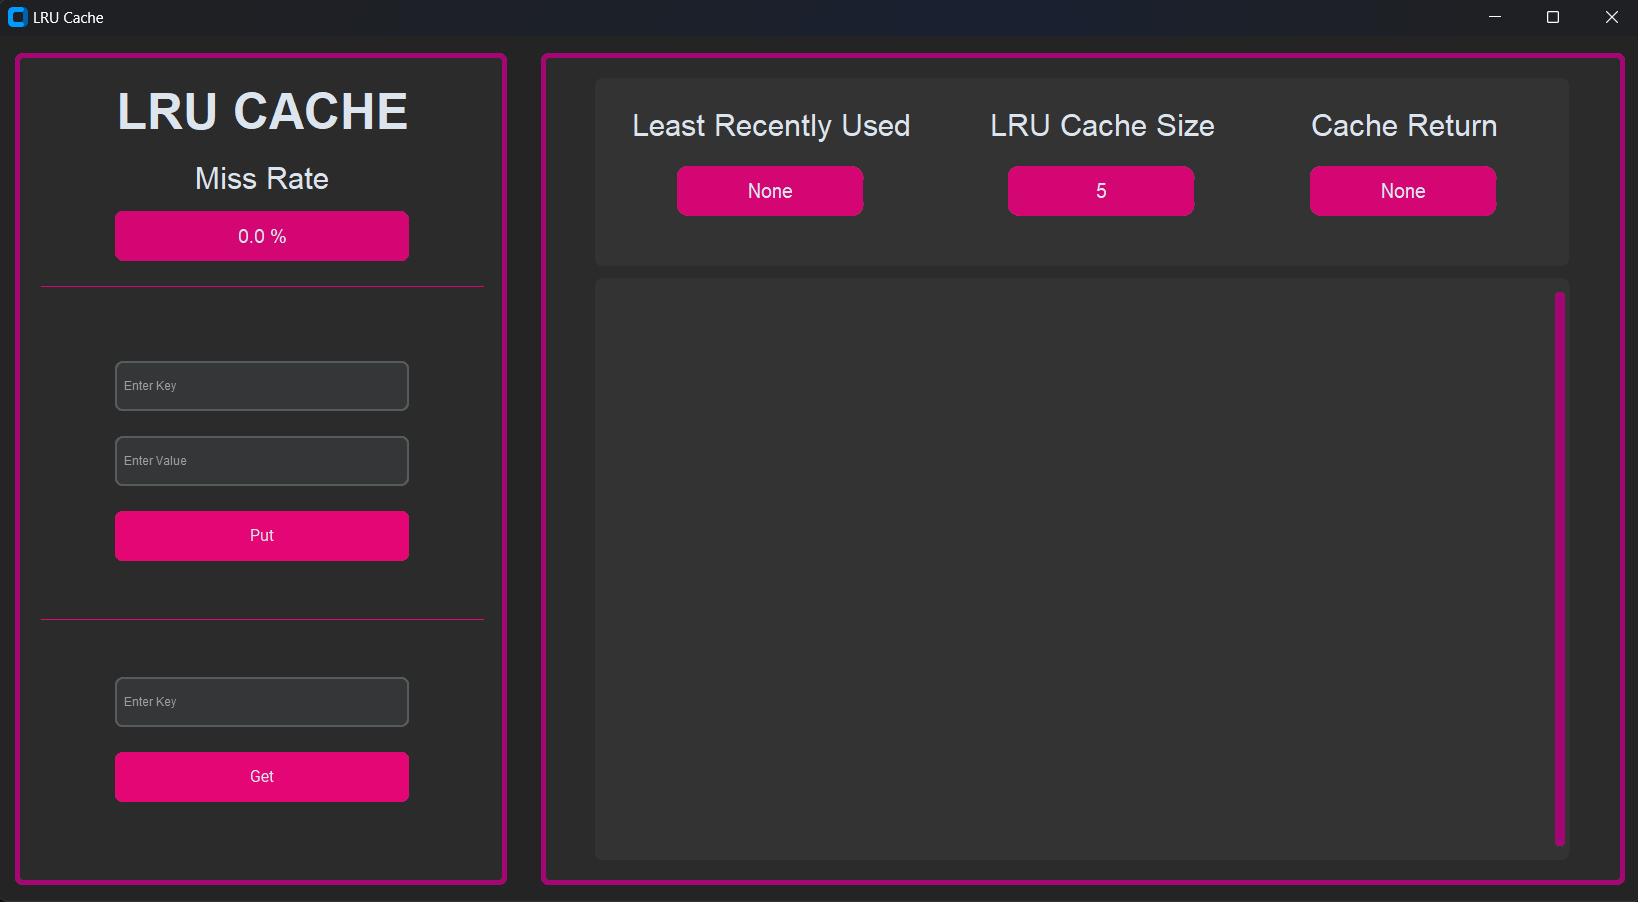 LRU Cache
LRU CACHE
Miss Rate
0.0 %
Enter Key
Enter Value
Put
Enter Key
Get
Least Recently Used
None
LRU Cache Size
5
Cache Return
None